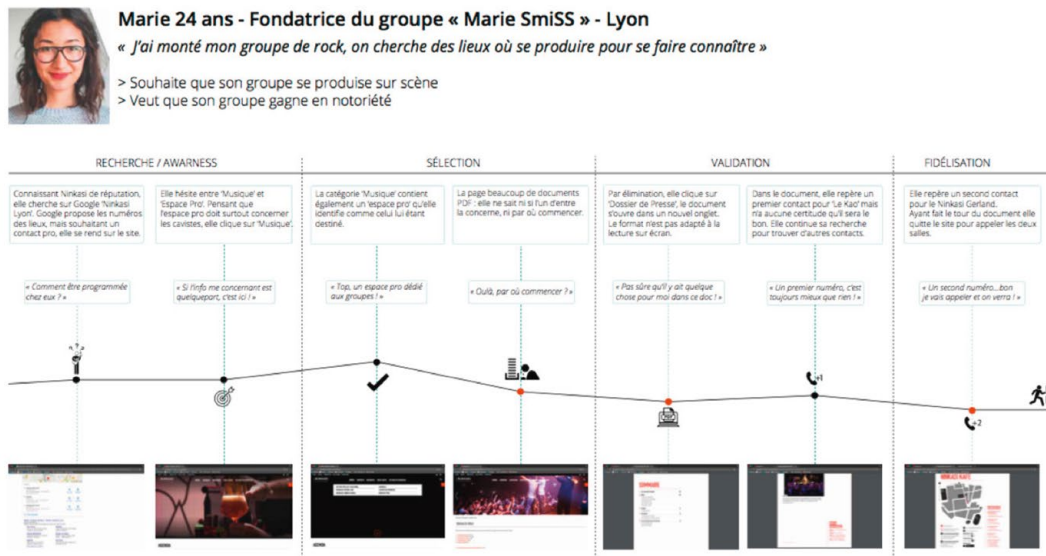 Marie 24 ans - Fondatrice du groupe « Marie SmiSS » - Lyon
« J'ai monté mon groupe de rock, on cherche des lieux où se produire pour se faire connaître »
> Souhaite que son groupe se produise sur scène
> Veut que son groupe gagne en notoriété
RECHERCHE / AWARNESS
SÉLECTION
VALIDATION
FIDÉLISATION
Connaissant Ninkasi de réputation,
elle cherche sur Google 'Ninkasi
Lyon'. Google propose les numéros
des lieux, mais souhaitant un
contact pro, elle se rend sur le site.
Elle hésite entre 'Musique' et
'Espace Pro'. Pensant que
l'espace pro doit surtout concerner
les cavistes, elle clique sur 'Musique'.
La catégorie 'Musique' contient
également un 'espace pro' qu'elle
identifie comme celui lui étant
destiné.
La page beaucoup de documents
PDF : elle ne sait ni si l'un d'entre
la concerne, ni par où commencer.
Par élimination, elle clique sur
'Dossier de Presse', le document
s'ouvre dans un nouvel onglet.
Le format n'est pas adapté à la
lecture sur écran.
Dans le document, elle repère un
premier contact pour 'Le Kao' mais
n'a aucune certitude qu'il sera le
bon. Elle continue sa recherche
pour trouver d'autres contacts.
Elle repère un second contact
pour le Ninkasi Gerland.
Ayant fait le tour du document elle
quitte le site pour appeler les deux
salles.
« Comment être programmée
chez eux ? »
« Si l'info me concernant est
quelquepart, c'est ici ! »
« Top, un espace pro dédié
aux groupes ! »
« Oulà, par où commencer ? »
« Pas sûre qu'il y ait quelque
chose pour moi dans ce doc ! »
« Un premier numéro, c'est
toujours mieux que rien ! »
« Un second numéro...bon
je vais appeler et on verra ! »
+1
+2
SOMMAIRE